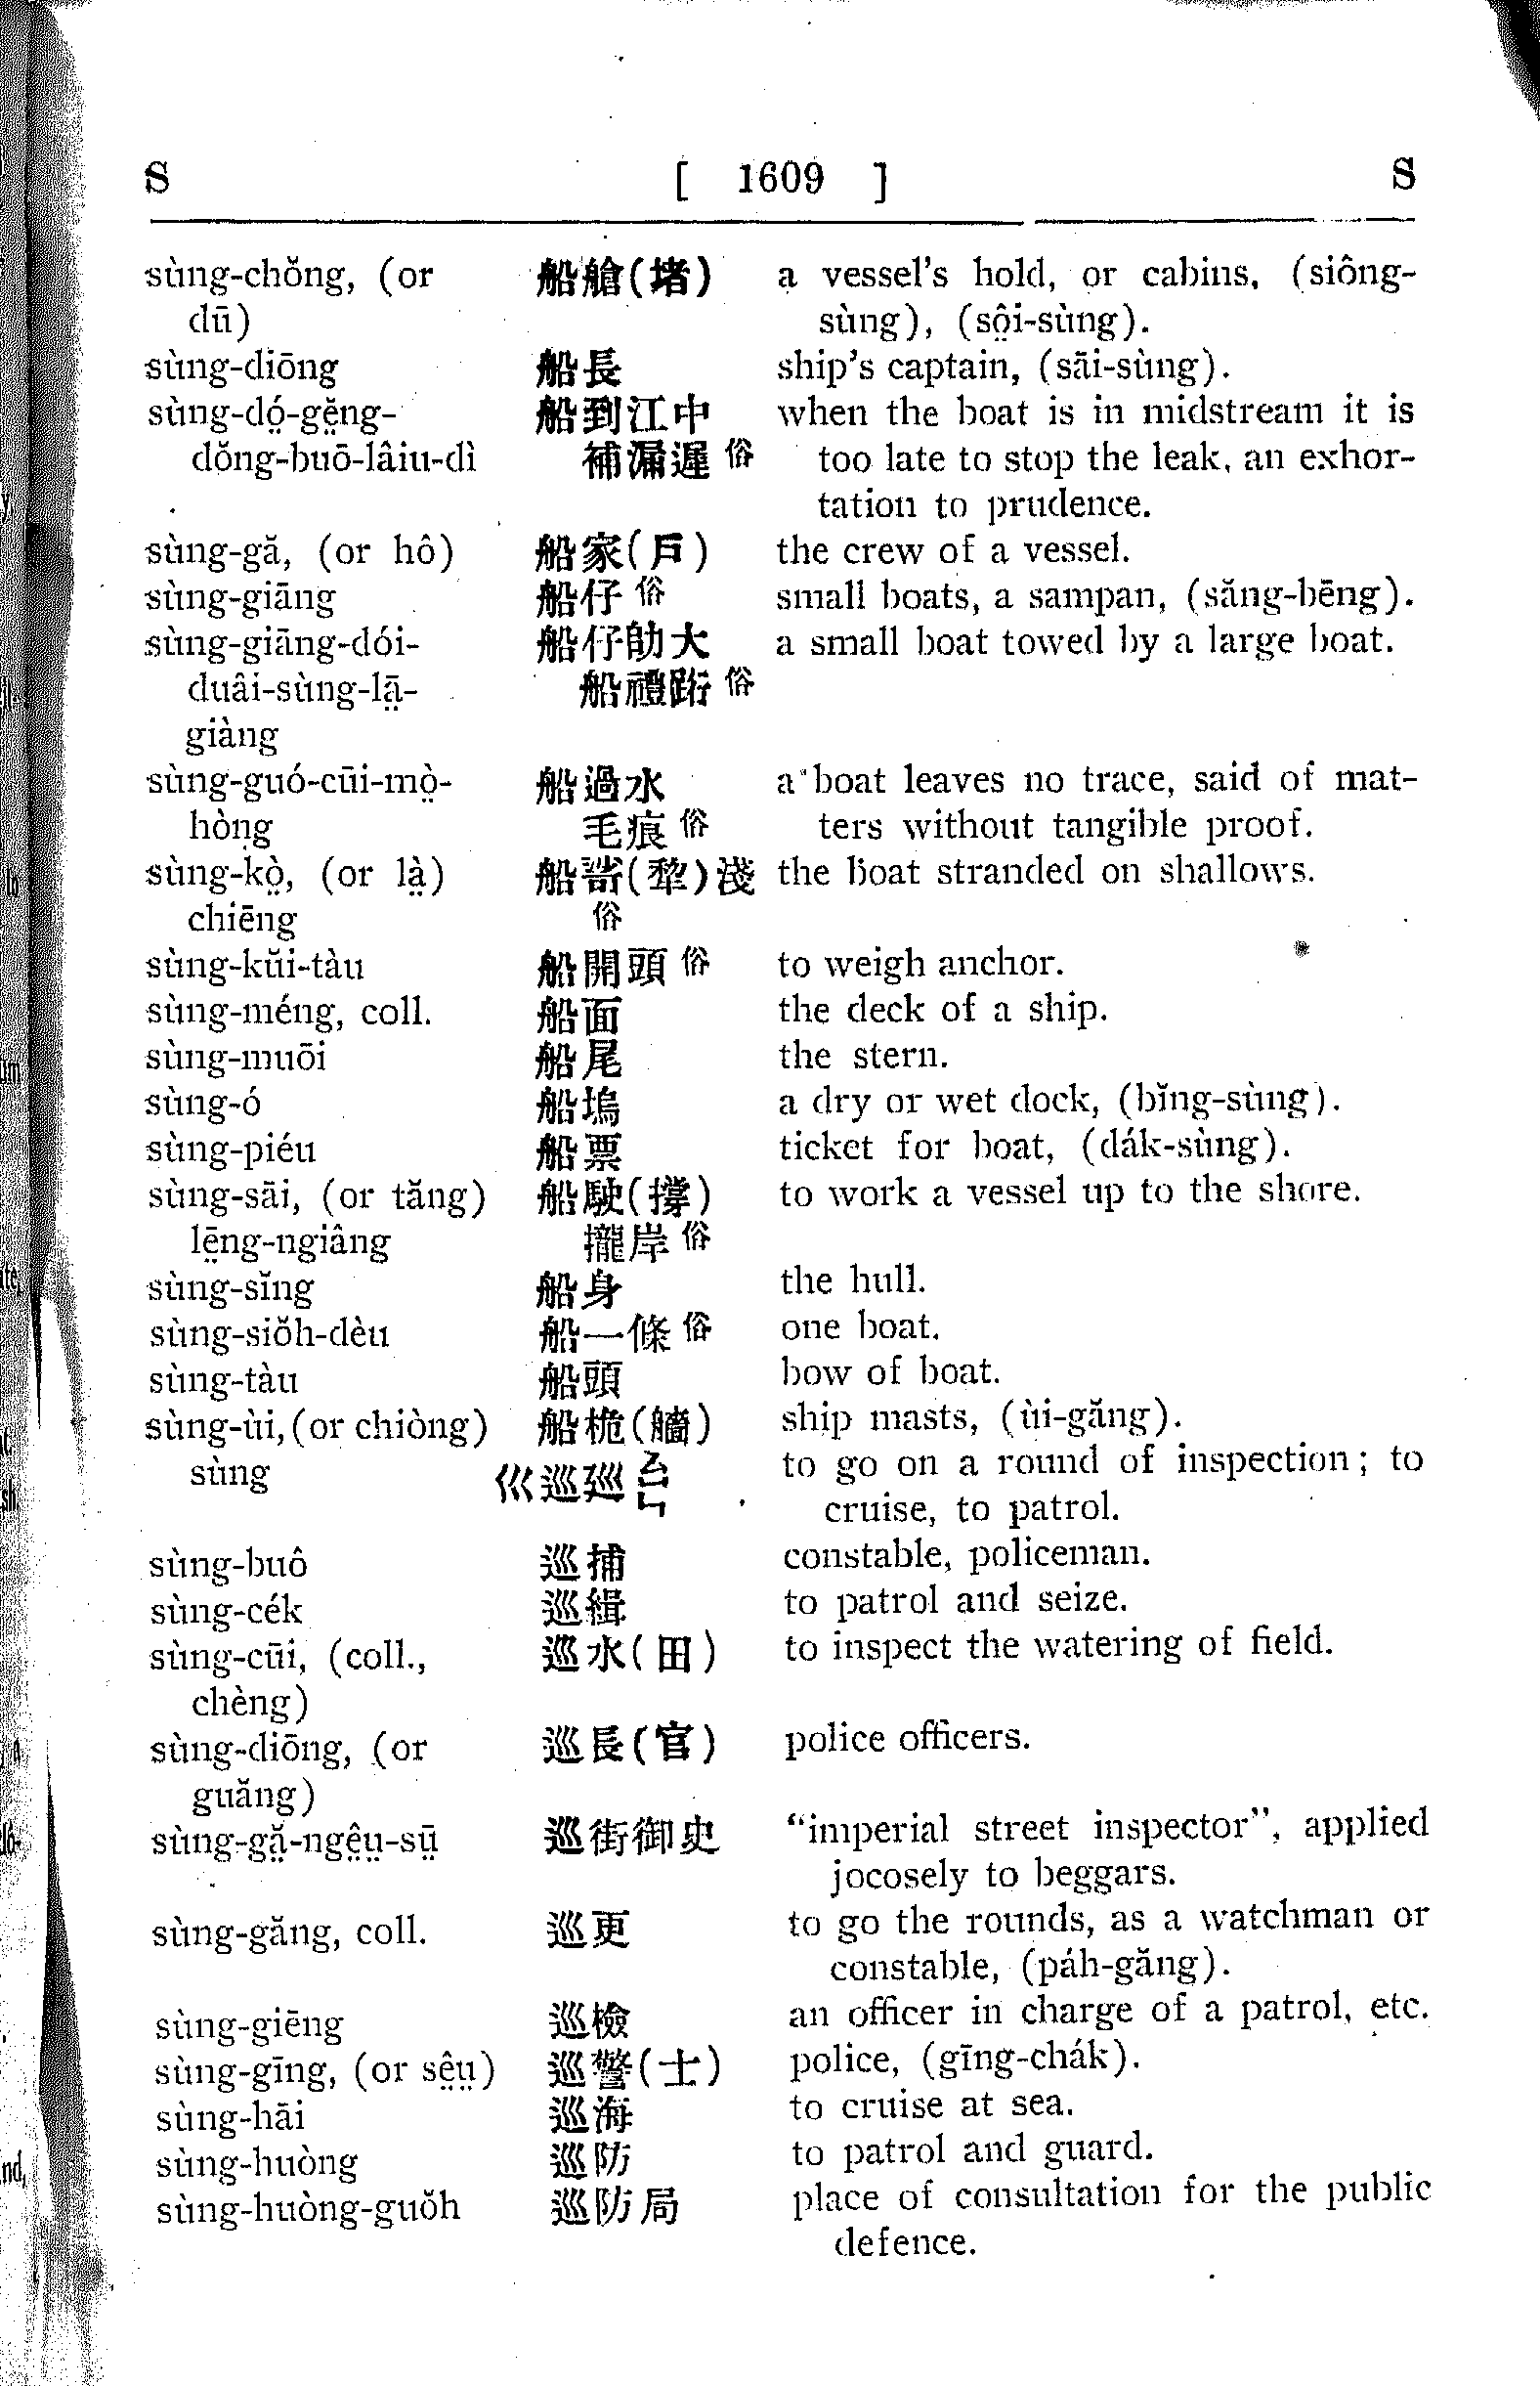 S [ 1609 ] S
sùng-chŏng, (or 船艙(堵) a vessel's hold, or cabins, (siông-
dū) sùng), (sô̤i-sùng).
sùng-diōng 船長 ship's captain, (sāi-sùng).
sùng-dó̤-gĕ̤ng- 船到江中 when the boat is in midstream it is
dŏng-buō-lâiu-dì 補漏遲俗 too late to stop the leak, an exhor-
tation to prudence.
sùng-gă, (or hô) 船家(戶) the crew of a vessel.
sùng-giāng 船仔俗 small boats, a sampan, (săng-bēng).
sùng-giāng-dói- 船仔㔏大 a small boat towed by a large boat.
duâi-sùng-lā̤- 船禮䟰俗
giàng
sùng-guó-cūi-mò̤- 船過水 a boat leaves no trace, said of mat-
hòng 毛痕俗 ters without tangible proof.
sùng-kò̤, (or là̤) 船(犂)淺 the boat stranded on shallows.
chiēng 俗
sùng-kŭi-tàu 船開頭俗 to weigh anchor.
sùng-méng, coll. 船面 the deck of a ship.
sùng-muōi 船尾 the stern.
sùng-ó 船塢 a dry or wet dock, (bĭng-sùng).
sùng-piéu 船票 ticket for boat, (dák-sùng).
sùng-sāi, (or tăng) 船駛(撐) to work a vessel up to the shore.
lē̤ng-ngiâng 攏岸俗
sùng-sĭng 船身 the hull.
sùng-siŏh-dèu 船一條俗 one boat.
sùng-tàu 船頭 bow of boat.
sùng-ùi, (or chiòng) 船桅(艢) ship masts, (ùi-găng).
sùng 巛巡廵 to go on a round of inspection; to
cruise, to patrol.
sùng-buô 巡捕 constable, policeman.
sùng-cék 巡緝 to patrol and seize.
sùng-cūi, (coll., 巡水(田) to inspect the watering of field.
chèng)
sùng-diōng, (or 巡長(官) police officers.
guăng)
sùng-gă̤-ngê̤ṳ-sṳ̄ 巡街御史 "imperial street inspector", applied
jocosely to beggars.
sùng-găng, coll. 巡更 to go the rounds, as a watchman or
constable, (páh-găng).
sùng-giēng 巡檢 an officer in charge of a patrol, etc.
sùng-gīng, (or sê̤ṳ) 巡警(士) police, (gīng-chák).
sùng-hāi 巡海 to cruise at sea.
sùng-huòng 巡防 to patrol and guard.
sùng-huòng-guŏh 巡防局 place of consultation for the public
defence.